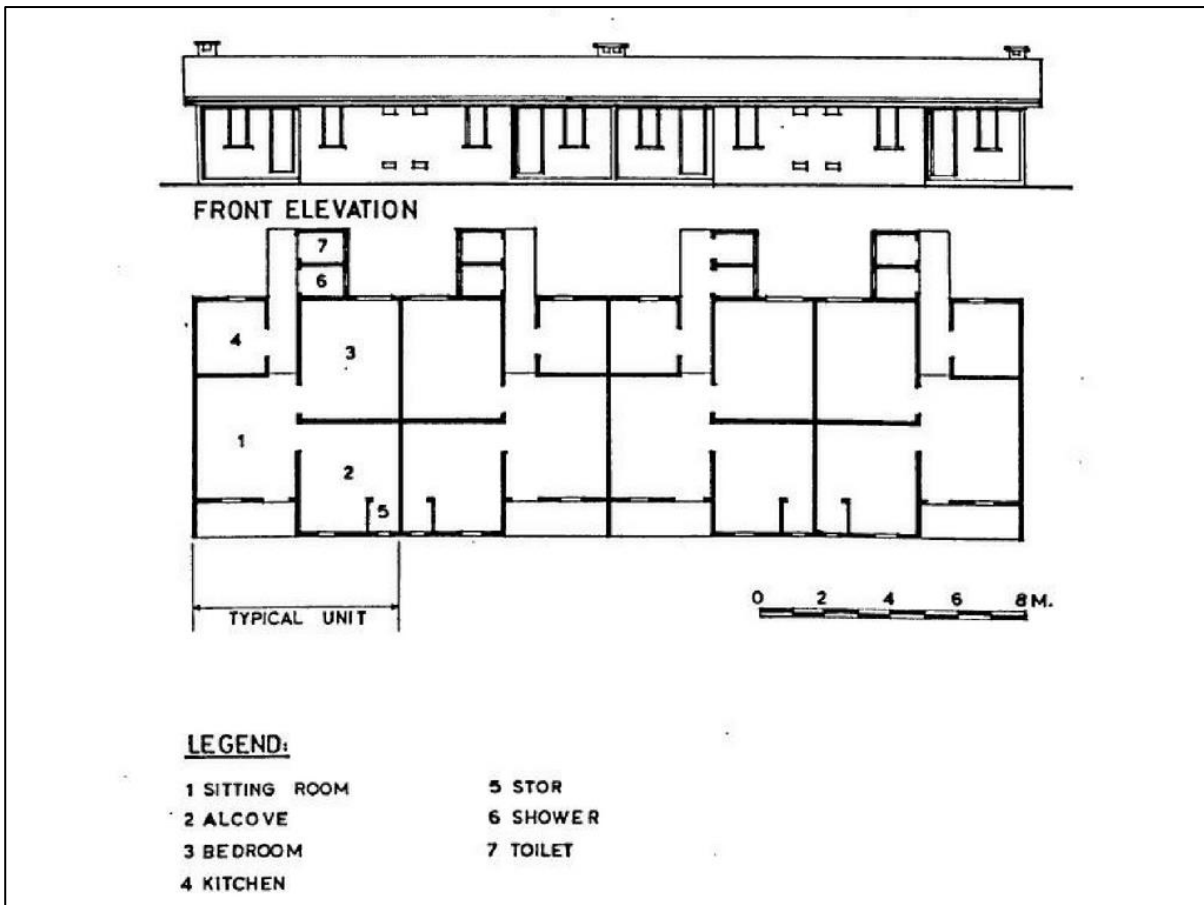 FRONT ELEVATION
7
6
4
3
1
2
5
TYPICAL UNIT
0 2 4 6 8 M.
LEGEND:
1 SITTING ROOM
2 ALCOVE
3 BEDROOM
4 KITCHEN
5 STOR
6 SHOWER
7 TOILET